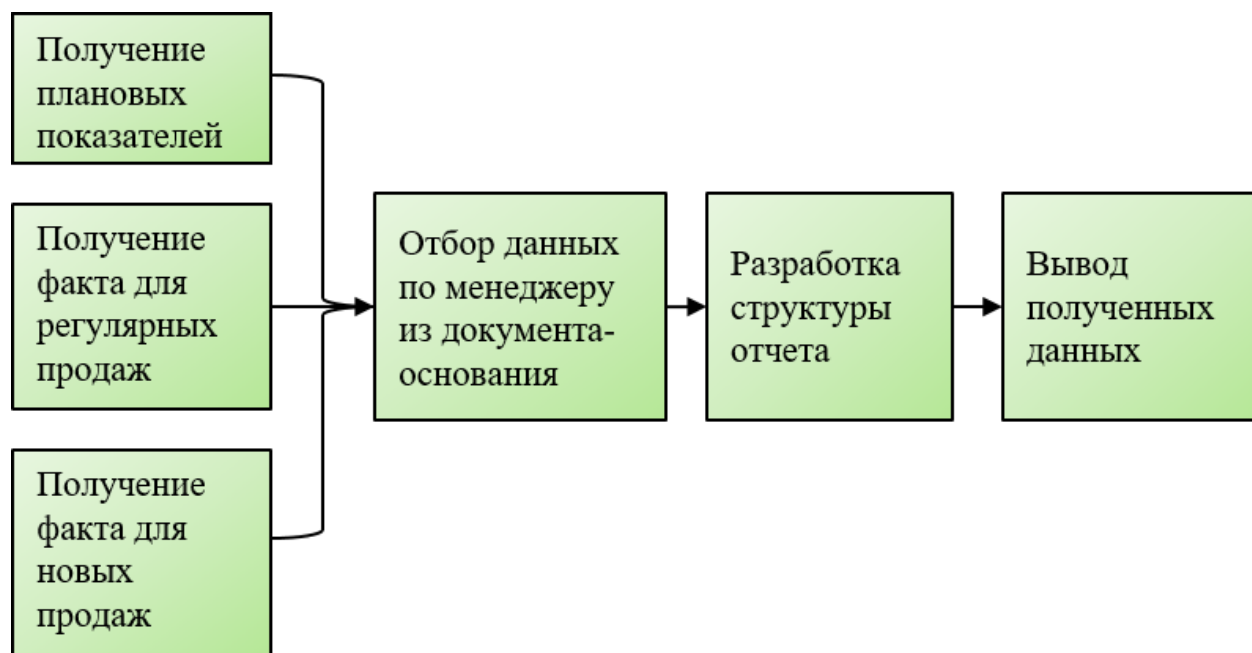 Получение
плановых
показателей
Получение
факта для
регулярных
продаж
Получение
факта для
новых
продаж
Отбор данных
по менеджеру
из документа-
основания
Разработка
структуры
отчета
Вывод
полученных
данных